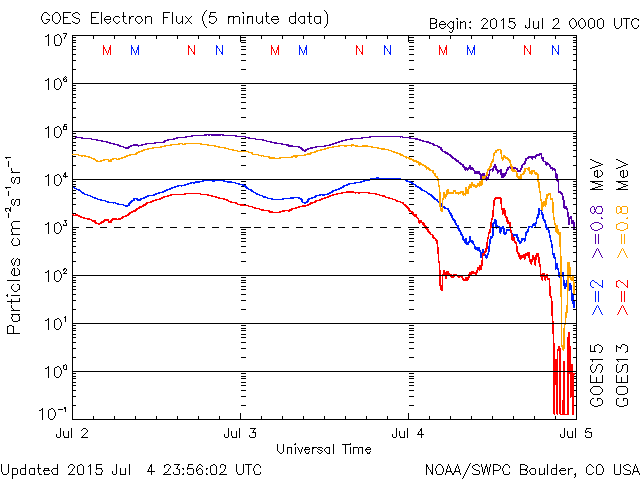 GOES Electron Flux (5 minute data)
Begin: 2015 Jul 2 0000 UTC
M M N N M M N N M M N N
10⁷
10⁶
10⁵
10⁴
10³
10²
10¹
10⁰
10⁻¹
Particles cm⁻²s⁻¹sr⁻¹
Jul 2 Jul 3 Jul 4 Jul 5
Universal Time
GOES15 >=2 >=0.8 MeV
GOES13 >=2 >=0.8 MeV
Updated 2015 Jul 4 23:56:02 UTC
NOAA/SWPC Boulder, CO USA